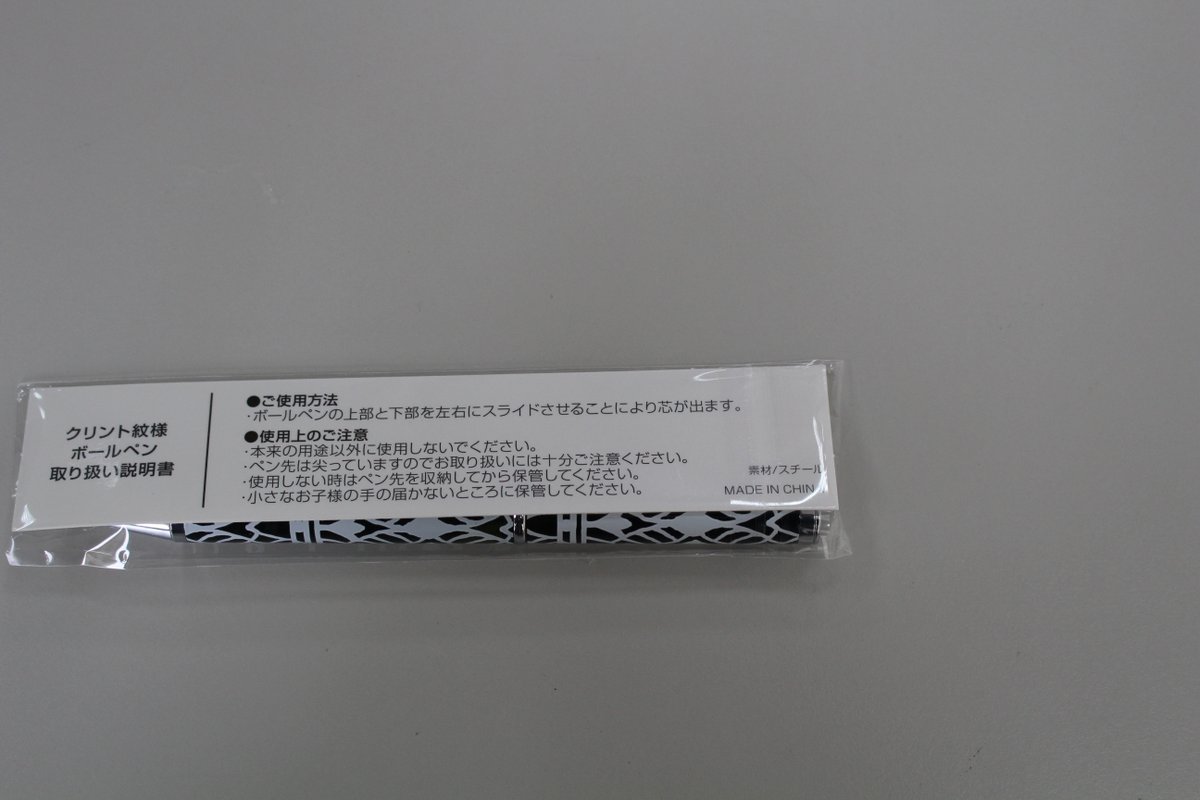 クリント紋様
ボールペン
取り扱い説明書
●ご使用方法
・ボールペンの上部と下部を左右にスライドさせることにより芯が出ます。
●使用上のご注意
・本来の用途以外に使用しないでください。
・ペン先は尖っていますのでお取り扱いには十分ご注意ください。
・使用しない時はペン先を収納してから保管してください。
・小さなお子様の手の届かないところに保管してください。
素材/スチール
MADE IN CHIN